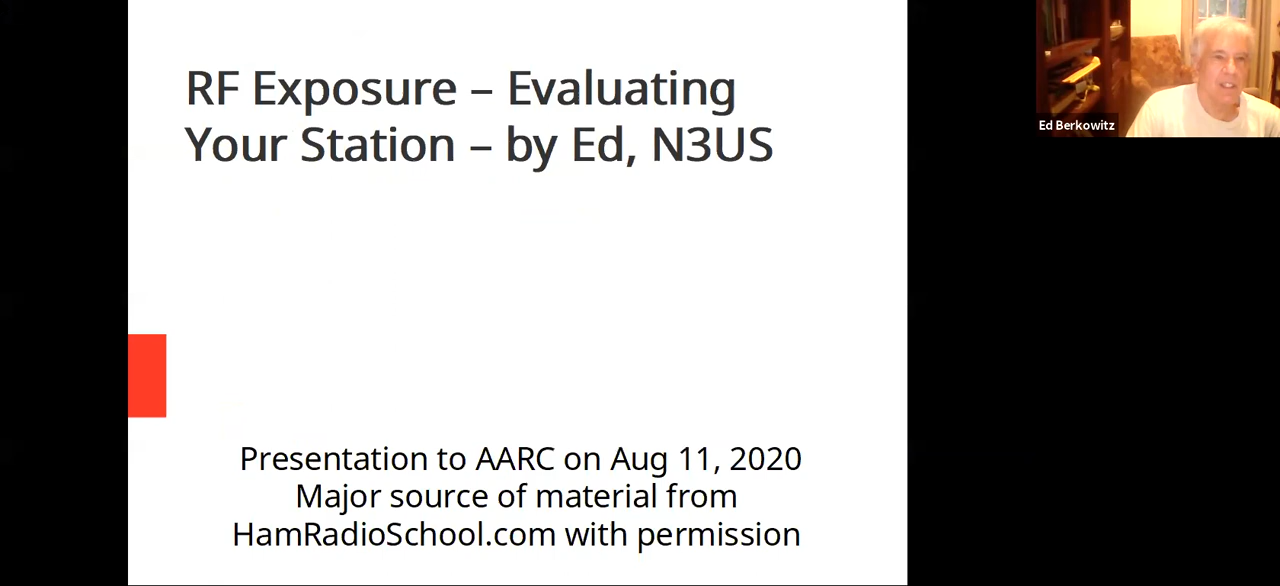 RF Exposure – Evaluating
Your Station – by Ed, N3US
Ed Berkowitz
Presentation to AARC on Aug 11, 2020
Major source of material from
HamRadioSchool.com with permission